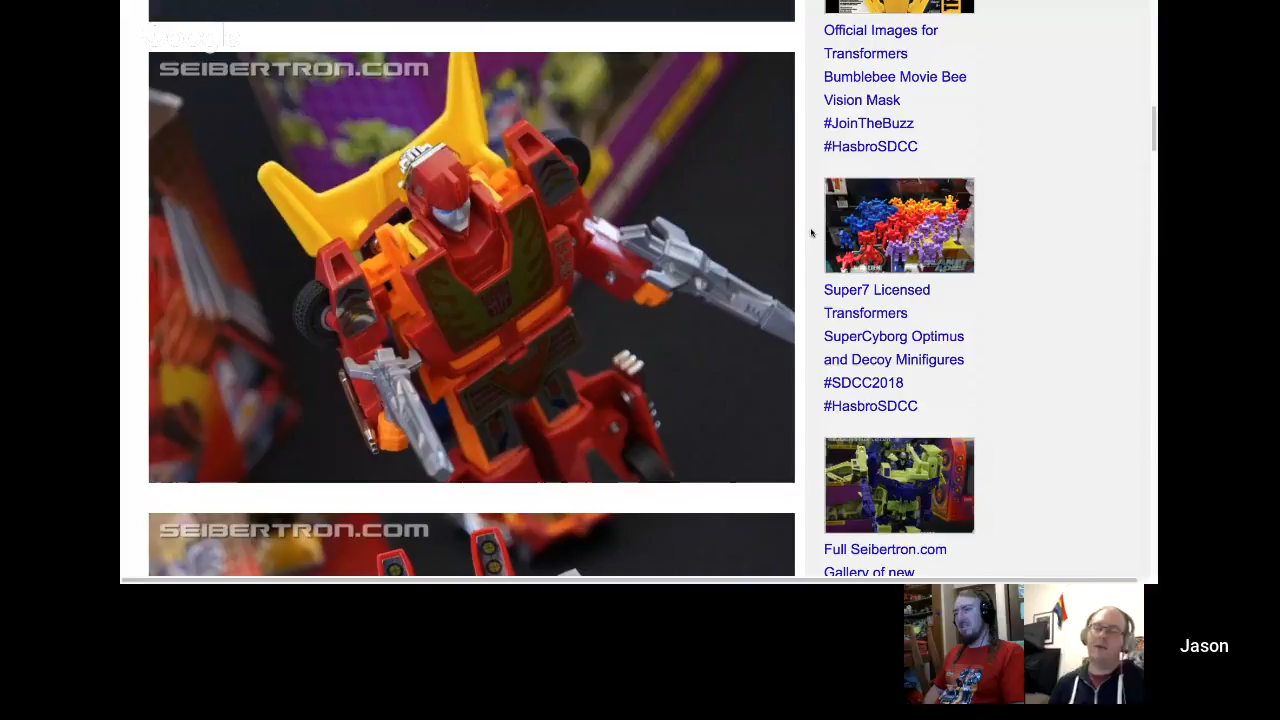 Google
SEIBERTRON.COM
SEIBERTRON.COM
Official Images for
Transformers
Bumblebee Movie Bee
Vision Mask
#JoinTheBuzz
#HasbroSDCC
Super7 Licensed
Transformers
SuperCyborg Optimus
and Decoy Minifigures
#SDCC2018
#HasbroSDCC
Full Seibertron.com
Gallery of new
Jason